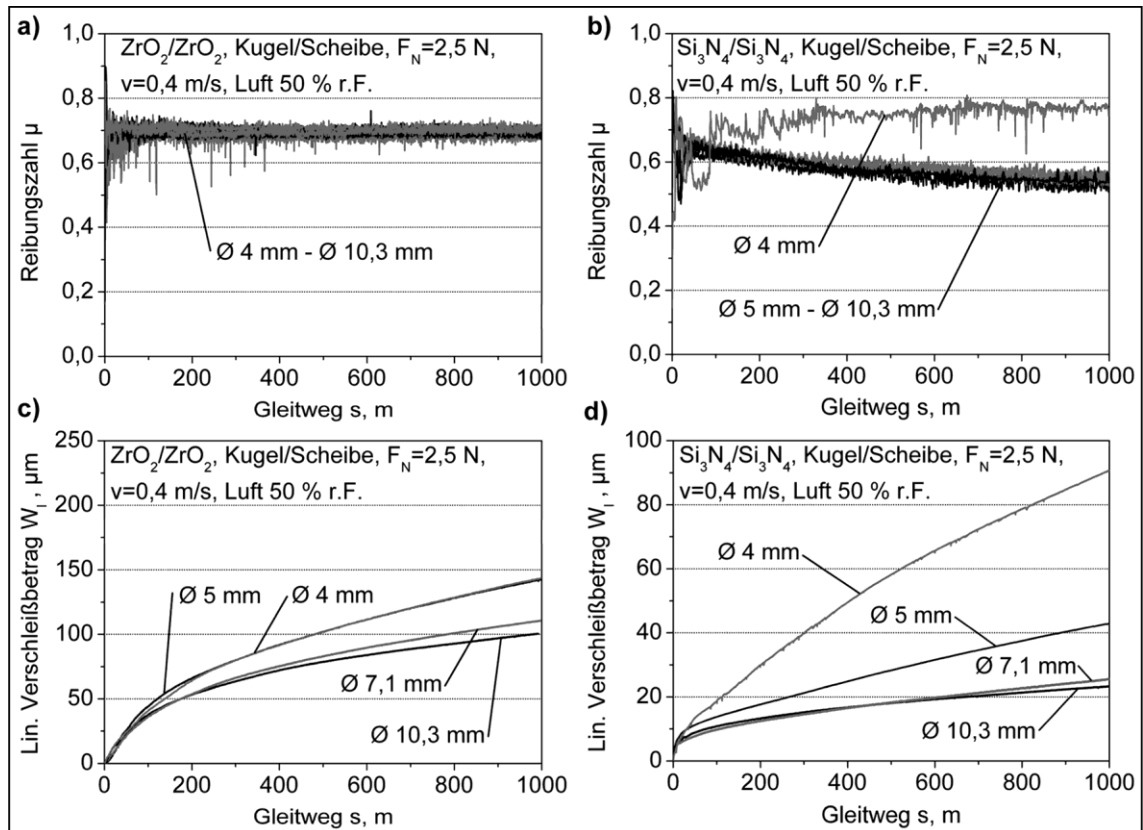 a)
ZrO₂/ZrO₂, Kugel/Scheibe, F_N=2,5 N,
v=0,4 m/s, Luft 50 % r.F.
1,0
0,8
0,6
0,4
0,2
0,0
Reibungszahl µ
Ø 4 mm - Ø 10,3 mm
0 200 400 600 800 1000
Gleitweg s, m
b)
Si₃N₄/Si₃N₄, Kugel/Scheibe, F_N=2,5 N,
v=0,4 m/s, Luft 50 % r.F.
1,0
0,8
0,6
0,4
0,2
0,0
Reibungszahl µ
Ø 4 mm
Ø 5 mm - Ø 10,3 mm
0 200 400 600 800 1000
Gleitweg s, m
c)
ZrO₂/ZrO₂, Kugel/Scheibe, F_N=2,5 N,
v=0,4 m/s, Luft 50 % r.F.
250
200
150
100
50
0
Lin. Verschleißbetrag W_l , µm
Ø 5 mm
Ø 4 mm
Ø 7,1 mm
Ø 10,3 mm
0 200 400 600 800 1000
Gleitweg s, m
d)
Si₃N₄/Si₃N₄, Kugel/Scheibe, F_N=2,5 N,
v=0,4 m/s, Luft 50 % r.F.
100
80
60
40
20
0
Lin. Verschleißbetrag W_l , µm
Ø 4 mm
Ø 5 mm
Ø 7,1 mm
Ø 10,3 mm
0 200 400 600 800 1000
Gleitweg s, m